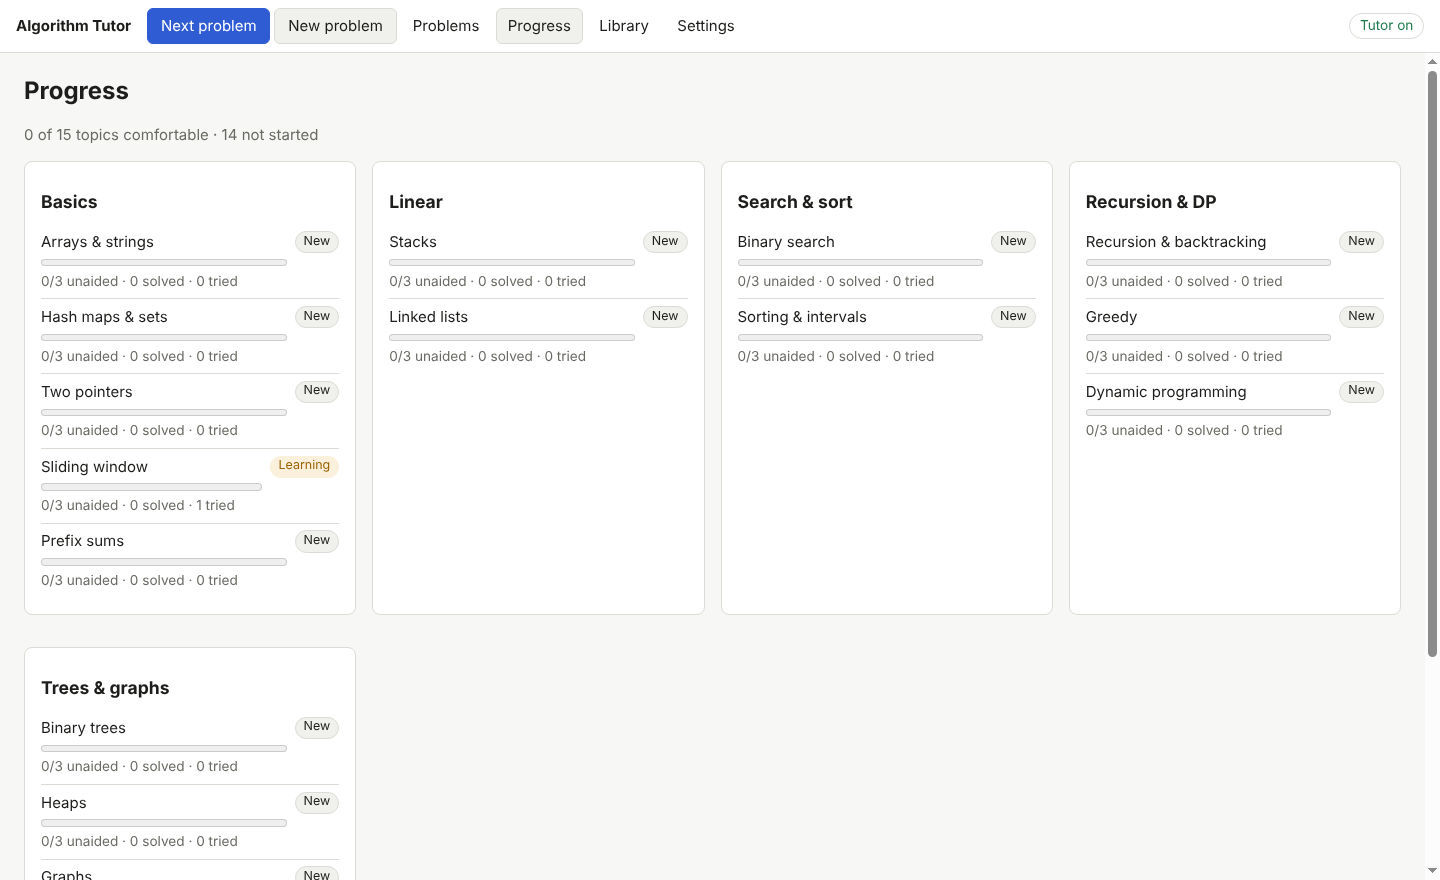 Algorithm Tutor Next problem New problem Problems Progress Library Settings Tutor on
Progress
0 of 15 topics comfortable · 14 not started
Basics
Arrays & strings New
0/3 unaided · 0 solved · 0 tried
Hash maps & sets New
0/3 unaided · 0 solved · 0 tried
Two pointers New
0/3 unaided · 0 solved · 0 tried
Sliding window Learning
0/3 unaided · 0 solved · 1 tried
Prefix sums New
0/3 unaided · 0 solved · 0 tried
Linear
Stacks New
0/3 unaided · 0 solved · 0 tried
Linked lists New
0/3 unaided · 0 solved · 0 tried
Search & sort
Binary search New
0/3 unaided · 0 solved · 0 tried
Sorting & intervals New
0/3 unaided · 0 solved · 0 tried
Recursion & DP
Recursion & backtracking New
0/3 unaided · 0 solved · 0 tried
Greedy New
0/3 unaided · 0 solved · 0 tried
Dynamic programming New
0/3 unaided · 0 solved · 0 tried
Trees & graphs
Binary trees New
0/3 unaided · 0 solved · 0 tried
Heaps New
0/3 unaided · 0 solved · 0 tried
Graphs New